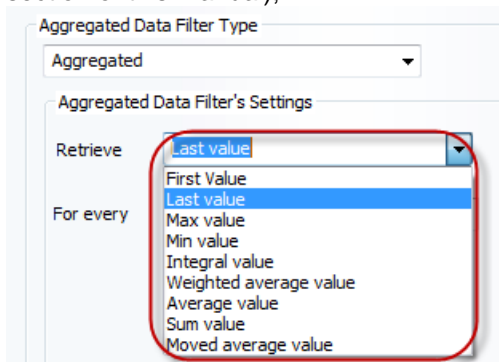 Aggregated Data Filter Type
Aggregated
Aggregated Data Filter's Settings
Retrieve Last value
First Value
Last value
For every
Max value
Min value
Integral value
Weighted average value
Average value
Sum value
Moved average value